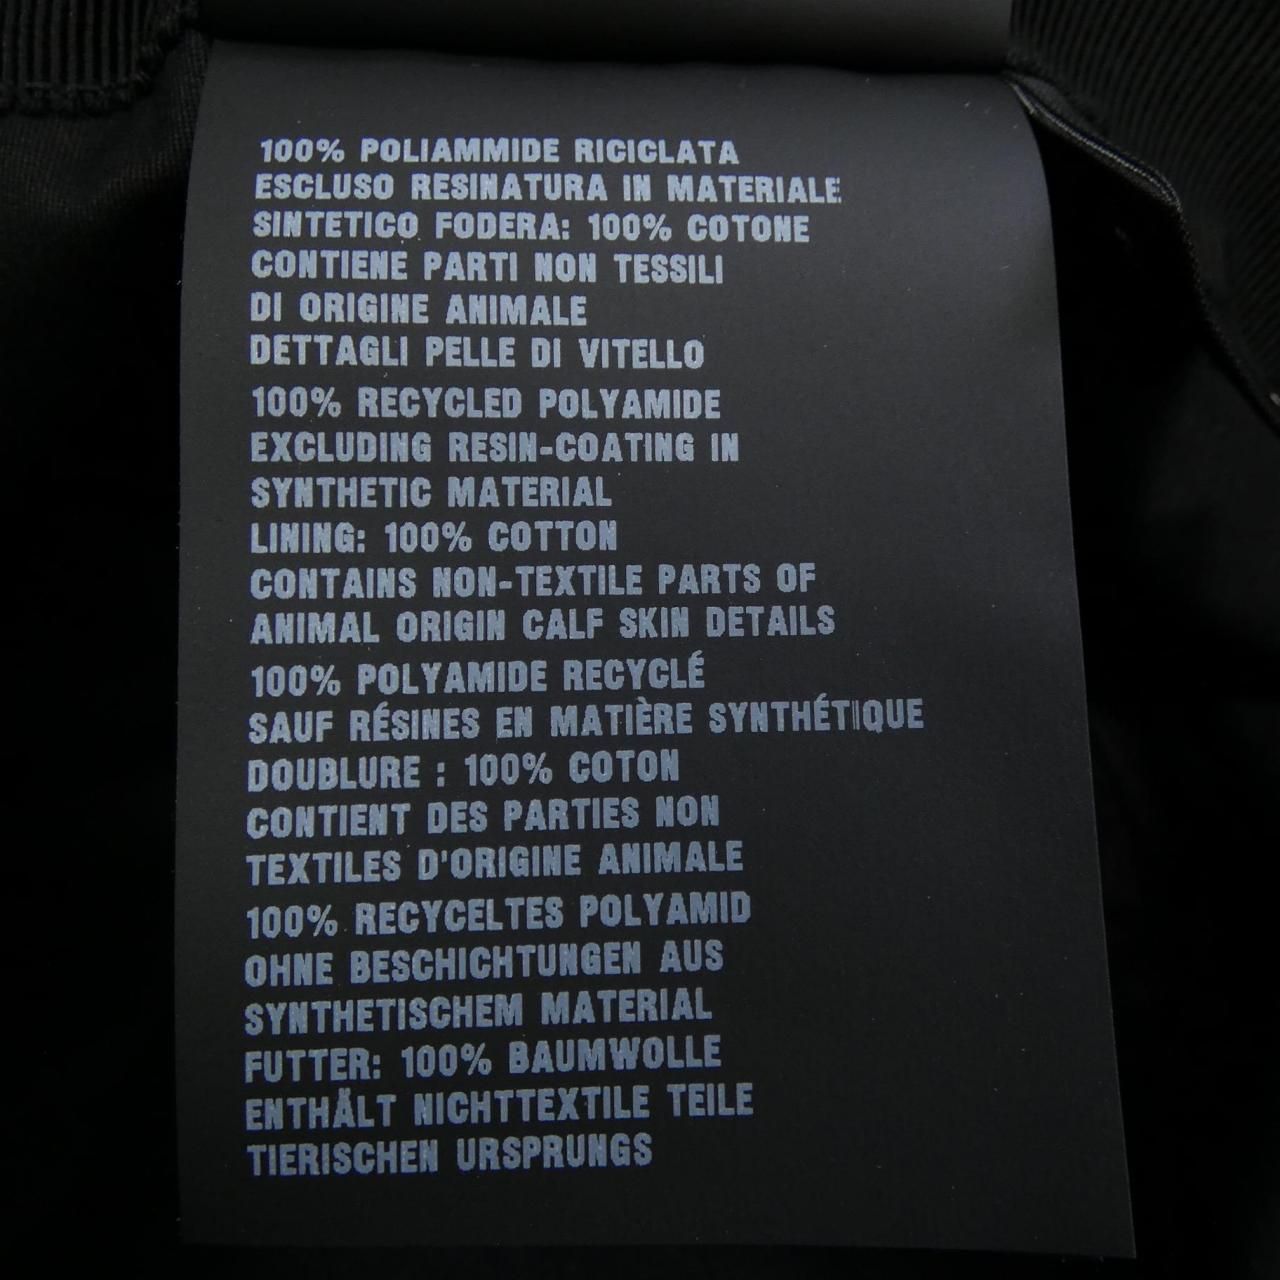 100% POLIAMMIDE RICICLATA
ESCLUSO RESINATURA IN MATERIALE
SINTETICO FODERA: 100% COTONE
CONTIENE PARTI NON TESSILI
DI ORIGINE ANIMALE
DETTAGLI PELLE DI VITELLO
100% RECYCLED POLYAMIDE
EXCLUDING RESIN-COATING IN
SYNTHETIC MATERIAL
LINING: 100% COTTON
CONTAINS NON-TEXTILE PARTS OF
ANIMAL ORIGIN CALF SKIN DETAILS
100% POLYAMIDE RECYCLÉ
SAUF RÉSINES EN MATIÈRE SYNTHÉTIQUE
DOUBLURE : 100% COTON
CONTIENT DES PARTIES NON
TEXTILES D'ORIGINE ANIMALE
100% RECYCELTES POLYAMID
OHNE BESCHICHTUNGEN AUS
SYNTHETISCHEM MATERIAL
FUTTER: 100% BAUMWOLLE
ENTHÄLT NICHTTEXTILE TEILE
TIERISCHEN URSPRUNGS